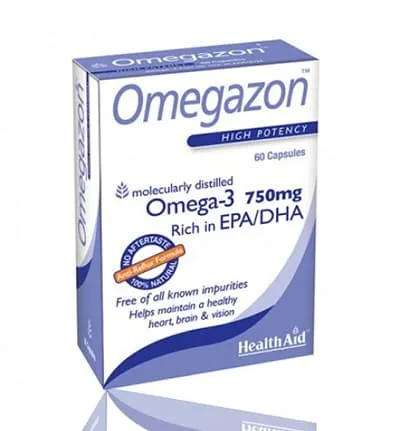 Omegazon™
HIGH POTENCY
60 Capsules
molecularly distilled
Omega-3 750mg
Rich in EPA/DHA
NO AFTERTASTE
Anti-Reflux Formula
100% NATURAL
Free of all known impurities
Helps maintain a healthy
heart, brain & vision
HealthAid®
Omegazon